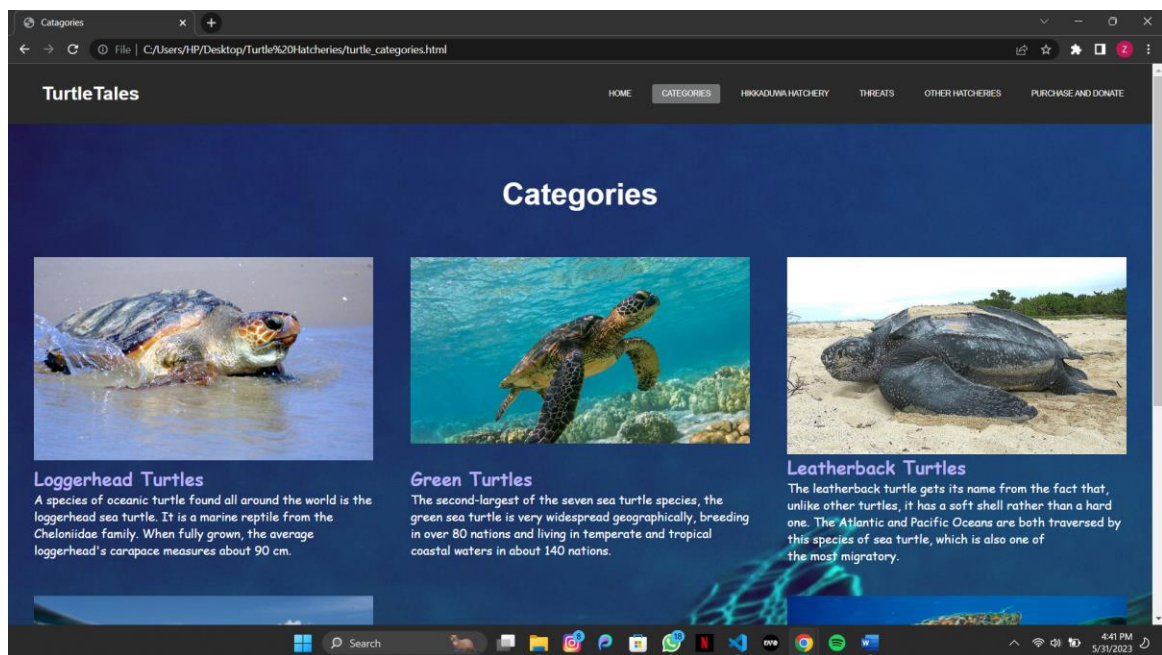 Catagories
File
C:/Users/HP/Desktop/Turtle%20Hatcheries/turtle_categories.html
Z
TurtleTales
HOME
CATEGORIES
HIKKADUWA HATCHERY
THREATS
OTHER HATCHERIES
PURCHASE AND DONATE
Categories
Loggerhead Turtles
A species of oceanic turtle found all around the world is the
loggerhead sea turtle. It is a marine reptile from the
Cheloniidae family. When fully grown, the average
loggerhead's carapace measures about 90 cm.
Green Turtles
The second-largest of the seven sea turtle species, the
green sea turtle is very widespread geographically, breeding
in over 80 nations and living in temperate and tropical
coastal waters in about 140 nations.
Leatherback Turtles
The leatherback turtle gets its name from the fact that,
unlike other turtles, it has a soft shell rather than a hard
one. The Atlantic and Pacific Oceans are both traversed by
this species of sea turtle, which is also one of
the most migratory.
Search
8
18
4:41 PM
5/31/2023